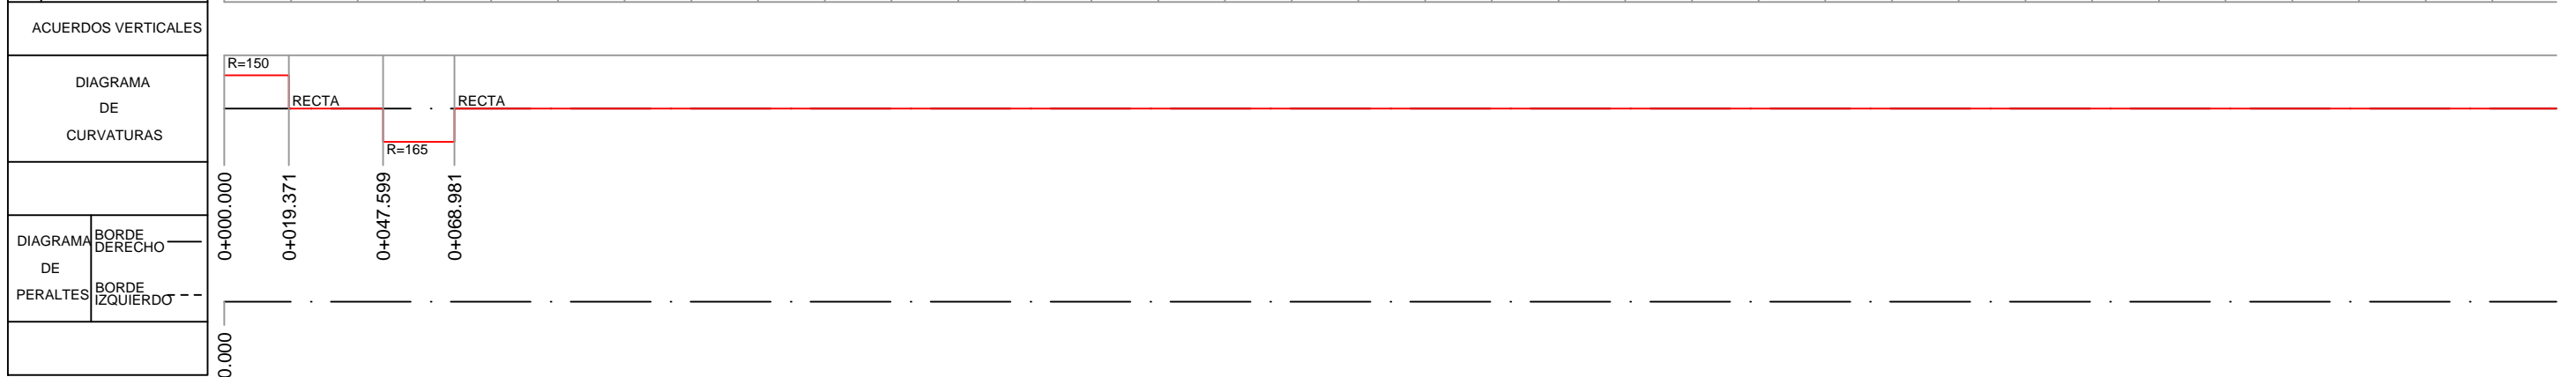 ACUERDOS VERTICALES
DIAGRAMA
DE
CURVATURAS
R=150
RECTA
R=165
RECTA
0+000.000
0+019.371
0+047.599
0+068.981
DIAGRAMA
DE
PERALTES
BORDE
DERECHO
BORDE
IZQUIERDO
0.000